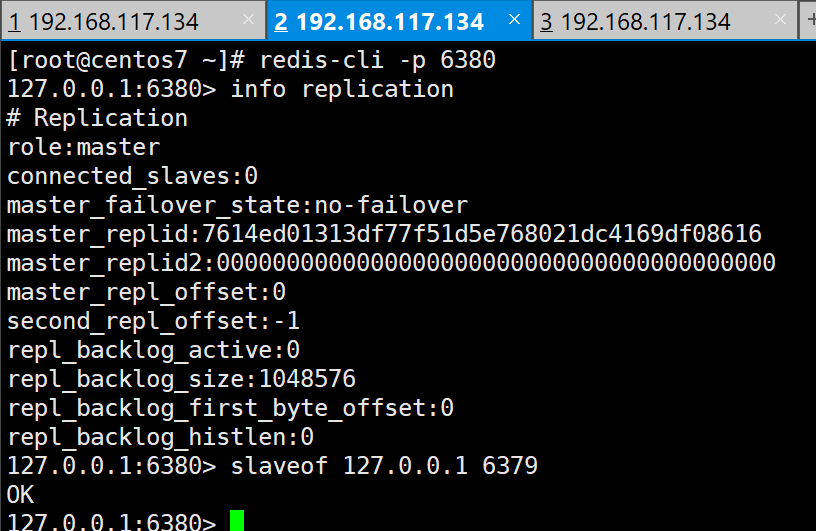 1 192.168.117.134 × 2 192.168.117.134 × 3 192.168.117.134 × +
[root@centos7 ~]# redis-cli -p 6380
127.0.0.1:6380> info replication
# Replication
role:master
connected_slaves:0
master_failover_state:no-failover
master_replid:7614ed01313df77f51d5e768021dc4169df08616
master_replid2:0000000000000000000000000000000000000000
master_repl_offset:0
second_repl_offset:-1
repl_backlog_active:0
repl_backlog_size:1048576
repl_backlog_first_byte_offset:0
repl_backlog_histlen:0
127.0.0.1:6380> slaveof 127.0.0.1 6379
OK
127.0.0.1:6380>